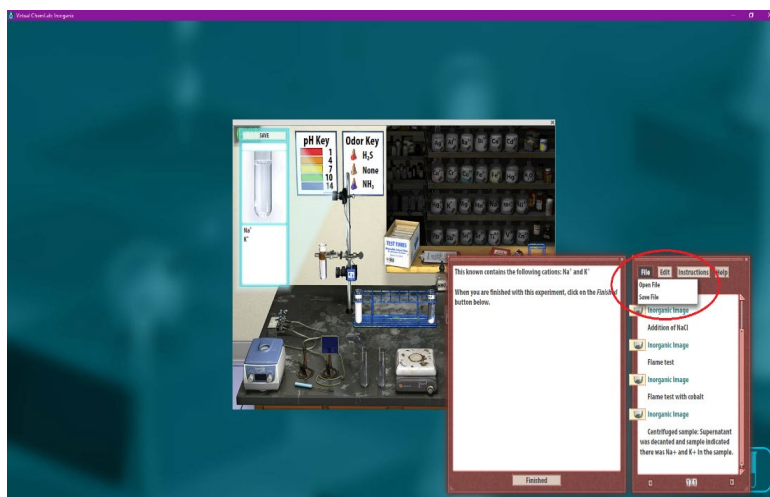 Virtual ChemLab: Inorganic
SAVE
Na⁺
K⁺
pH Key
1
4
7
10
14
Odor Key
H₂S
None
NH₃
TEST TUBES
This known contains the following cations: Na⁺ and K⁺
When you are finished with this experiment, click on the Finished
button below.
Finished
File Edit Instructions Help
Open File
Save File
Inorganic Image
Addition of NaCl
Inorganic Image
Flame test
Inorganic Image
Flame test with cobalt
Inorganic Image
Centrifuged sample: Supernatant
was decanted and sample indicated
there was Na+ and K+ in the sample.